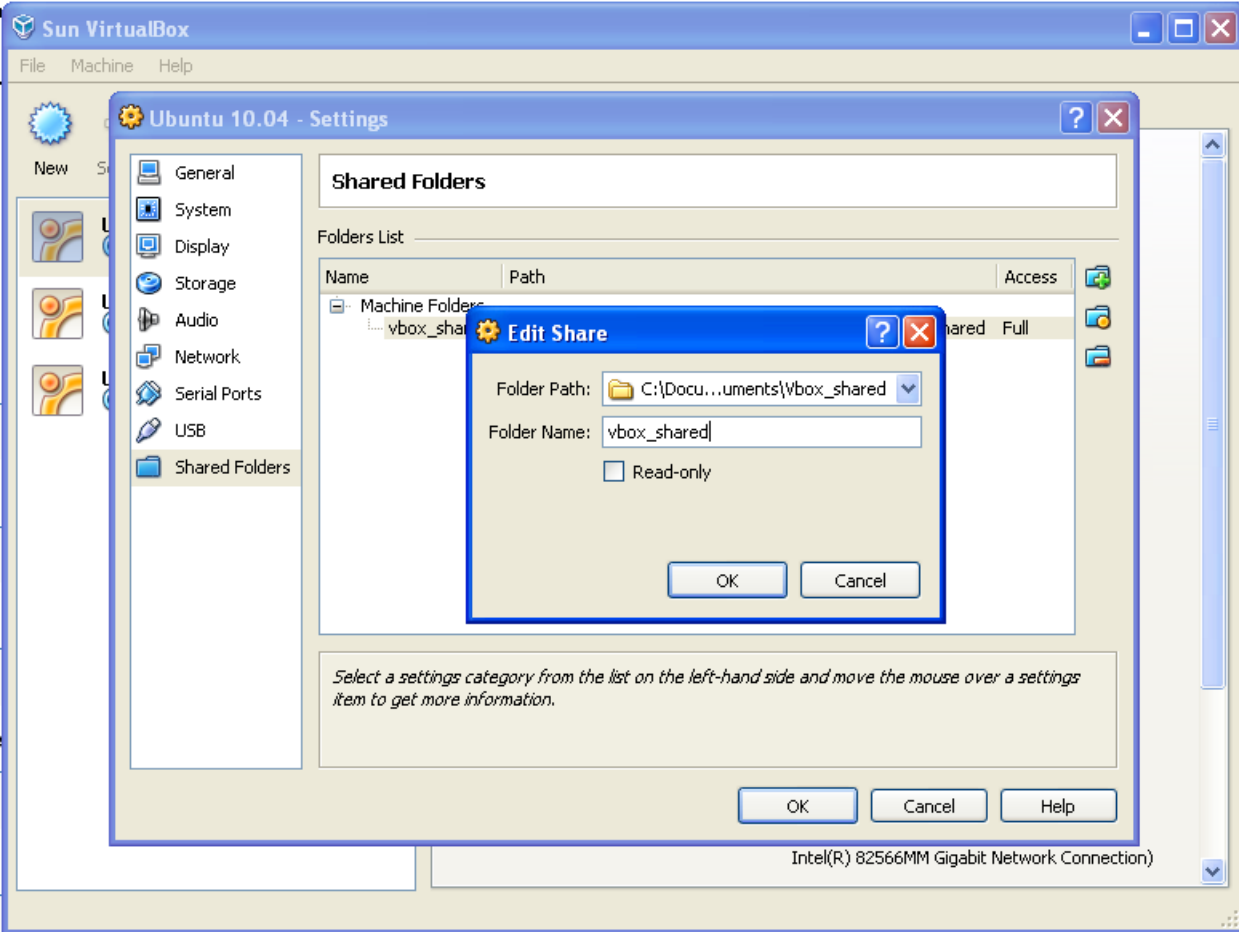 Sun VirtualBox
File Machine Help
New
Ubuntu 10.04 - Settings
General
System
Display
Storage
Audio
Network
Serial Ports
USB
Shared Folders
Shared Folders
Folders List
Name Path Access
Machine Folders
Full
Edit Share
Folder Path: C:\Docu...uments\Vbox_shared
Folder Name: vbox_shared
Read-only
OK Cancel
Select a settings category from the list on the left-hand side and move the mouse over a settings
item to get more information.
OK Cancel Help
Intel(R) 82566MM Gigabit Network Connection)